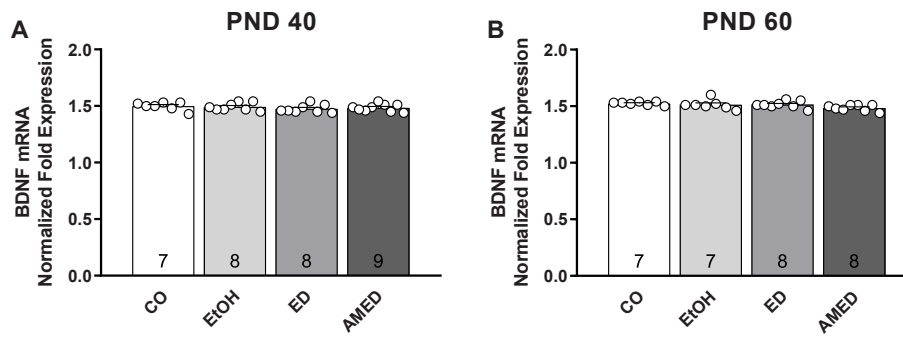 A
PND 40
BDNF mRNA
Normalized Fold Expression
2.0
1.5
1.0
0.5
0.0
7
8
8
9
CO
EtOH
ED
AMED
B
PND 60
BDNF mRNA
Normalized Fold Expression
2.0
1.5
1.0
0.5
0.0
7
7
8
8
CO
EtOH
ED
AMED